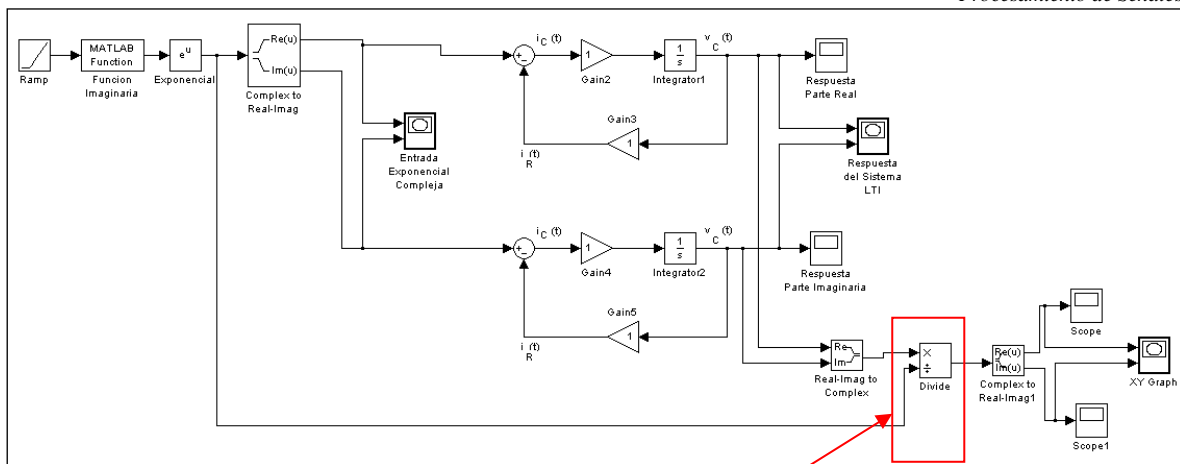 Ramp
MATLAB
Function
Funcion
Imaginaria
e^u
Exponencial
Re(u)
Im(u)
Complex to
Real-Imag
Entrada
Exponencial
Compleja
+-
i_C (t)
1
Gain2
1
s
Integrator1
v_C (t)
Gain3
1
i_R (t)
Respuesta
Parte Real
Respuesta
del Sistema
LTI
+-
i_C (t)
1
Gain4
1
s
Integrator2
v_C (t)
Gain5
1
i_R (t)
Respuesta
Parte Imaginaria
Re
Im
Real-Imag to
Complex
×
÷
Divide
Re(u)
Im(u)
Complex to
Real-Imag1
Scope
XY Graph
Scope1